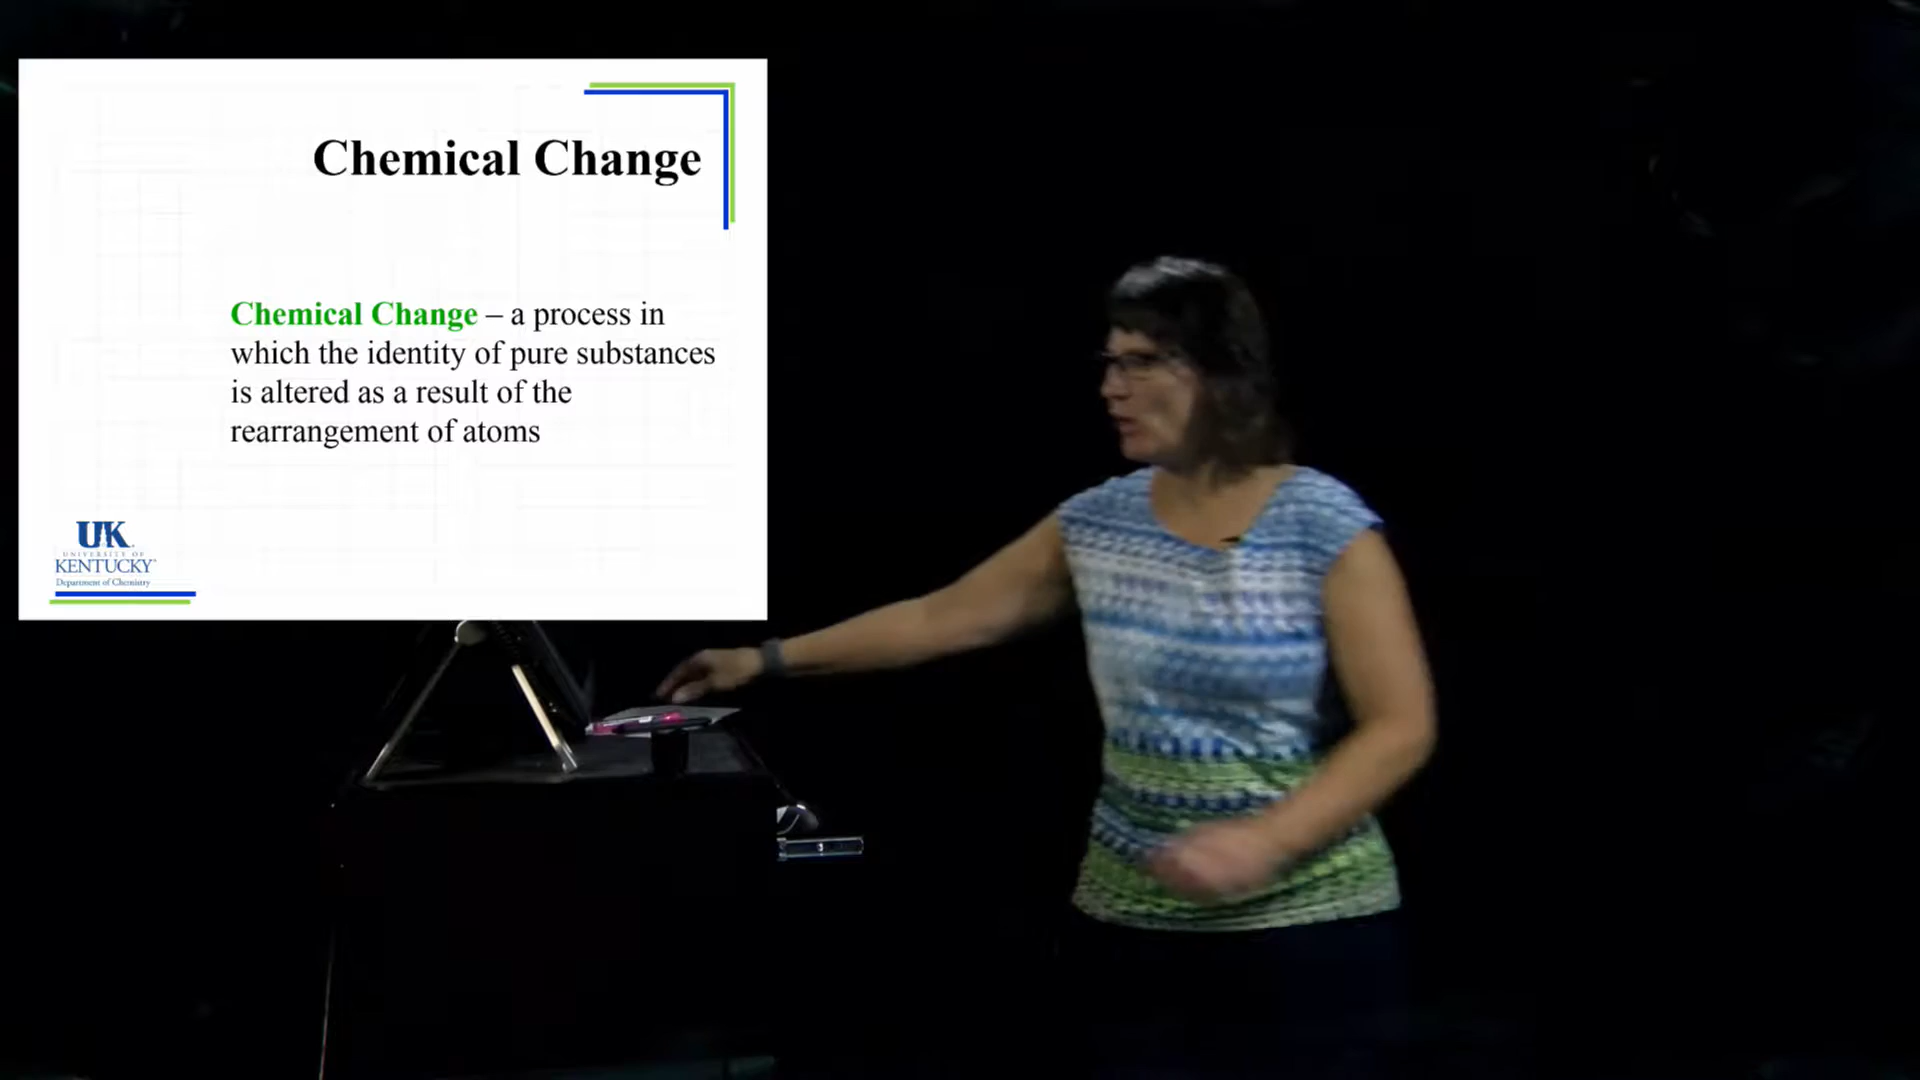 Chemical Change
Chemical Change – a process in
which the identity of pure substances
is altered as a result of the
rearrangement of atoms
UK
UNIVERSITY OF
KENTUCKY
Department of Chemistry